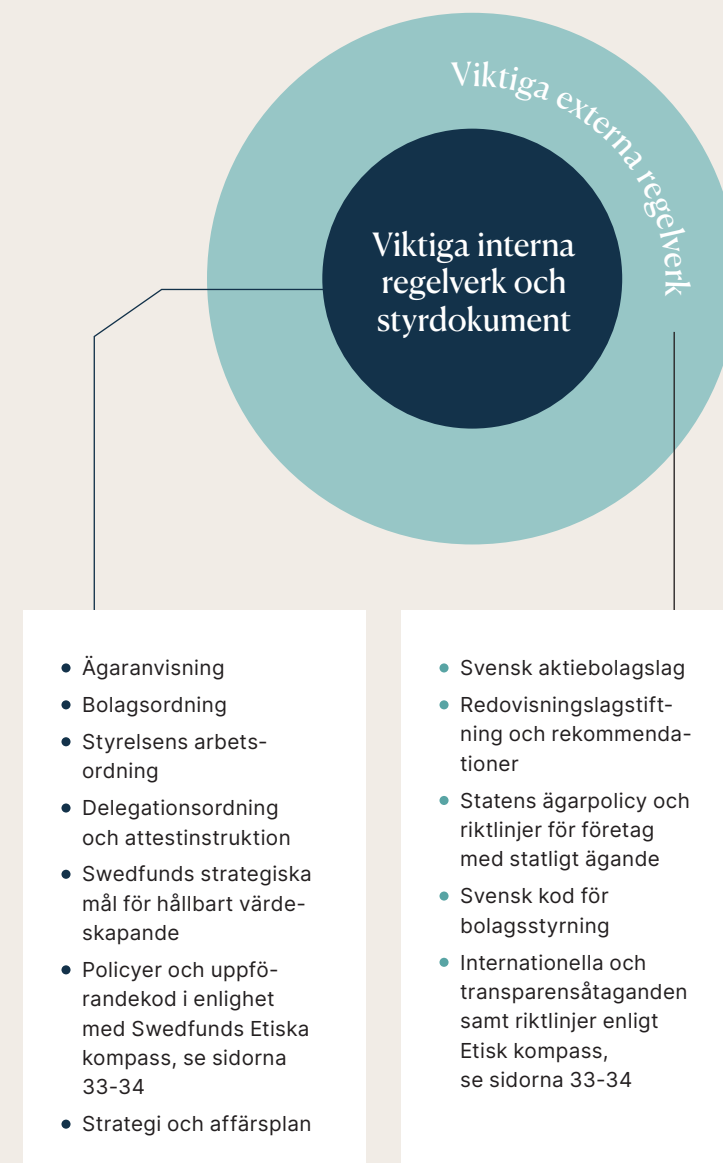 Viktiga externa regelverk
Viktiga interna
regelverk och
styrdokument
Ägaranvisning
Bolagsordning
Styrelsens arbets-
ordning
Delegationsordning
och attestinstruktion
Swedfunds strategiska
mål för hållbart värde-
skapande
Policyer och uppfö-
randekod i enlighet
med Swedfunds Etiska
kompass, se sidorna
33-34
Strategi och affärsplan
Svensk aktiebolagslag
Redovisningslagstift-
ning och rekommenda-
tioner
Statens ägarpolicy och
riktlinjer för företag
med statligt ägande
Svensk kod för
bolagsstyrning
Internationella och
transparensåtaganden
samt riktlinjer enligt
Etisk kompass,
se sidorna 33-34